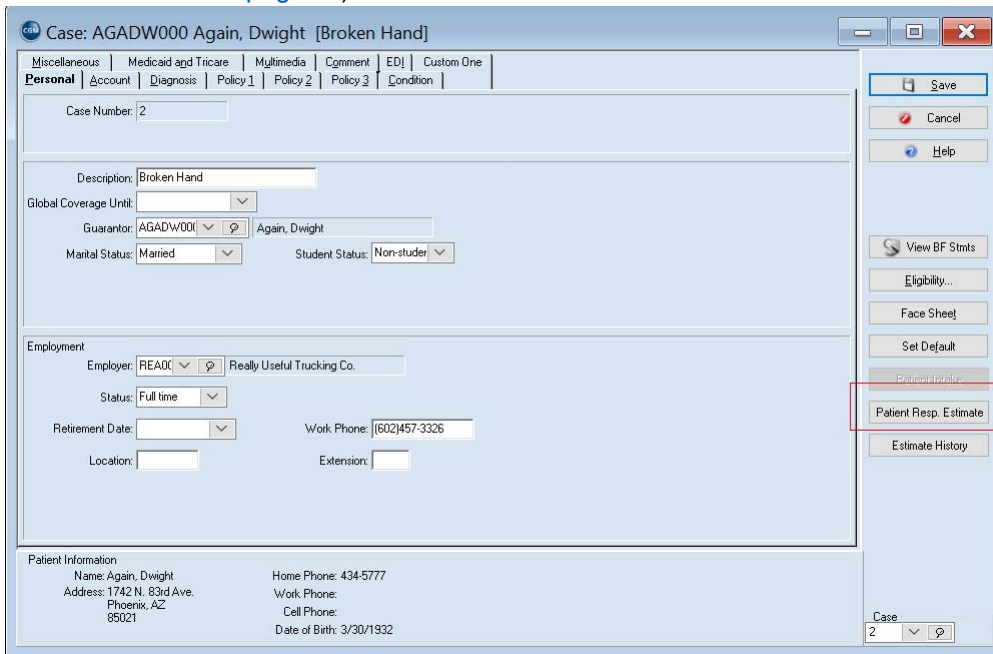 CGM Case: AGADW000 Again, Dwight [Broken Hand]
Miscellaneous Medicaid and Tricare Multimedia Comment EDI Custom One
Personal Account Diagnosis Policy 1 Policy 2 Policy 3 Condition
Case Number: 2
Description: Broken Hand
Global Coverage Until:
Guarantor: AGADW000 Again, Dwight
Marital Status: Married Student Status: Non-studer
Employment
Employer: REA00 Really Useful Trucking Co.
Status: Full time
Retirement Date: Work Phone: (602)457-3326
Location: Extension:
Patient Information
Name: Again, Dwight Home Phone: 434-5777
Address: 1742 N. 83rd Ave. Work Phone:
Phoenix, AZ Cell Phone:
85021
Date of Birth: 3/30/1932
Save
Cancel
Help
View BF Stmts
Eligibility...
Face Sheet
Set Default
Patient Intake
Patient Resp. Estimate
Estimate History
Case
2